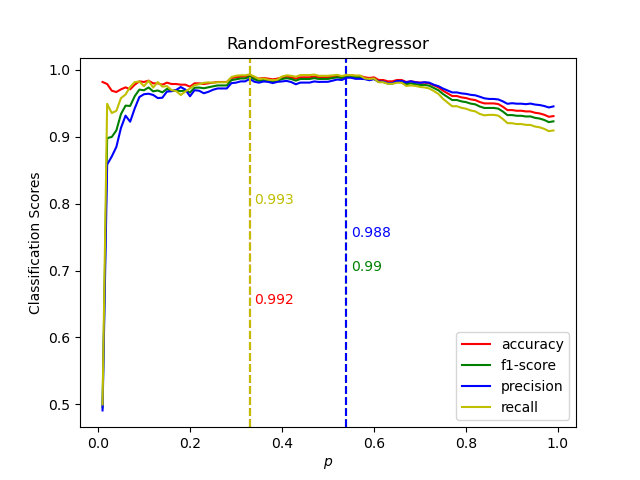 RandomForestRegressor
Classification Scores
1.0
0.9
0.8
0.7
0.6
0.5
0.993
0.988
0.99
0.992
accuracy
f1-score
precision
recall
0.0 0.2 0.4 0.6 0.8 1.0
p